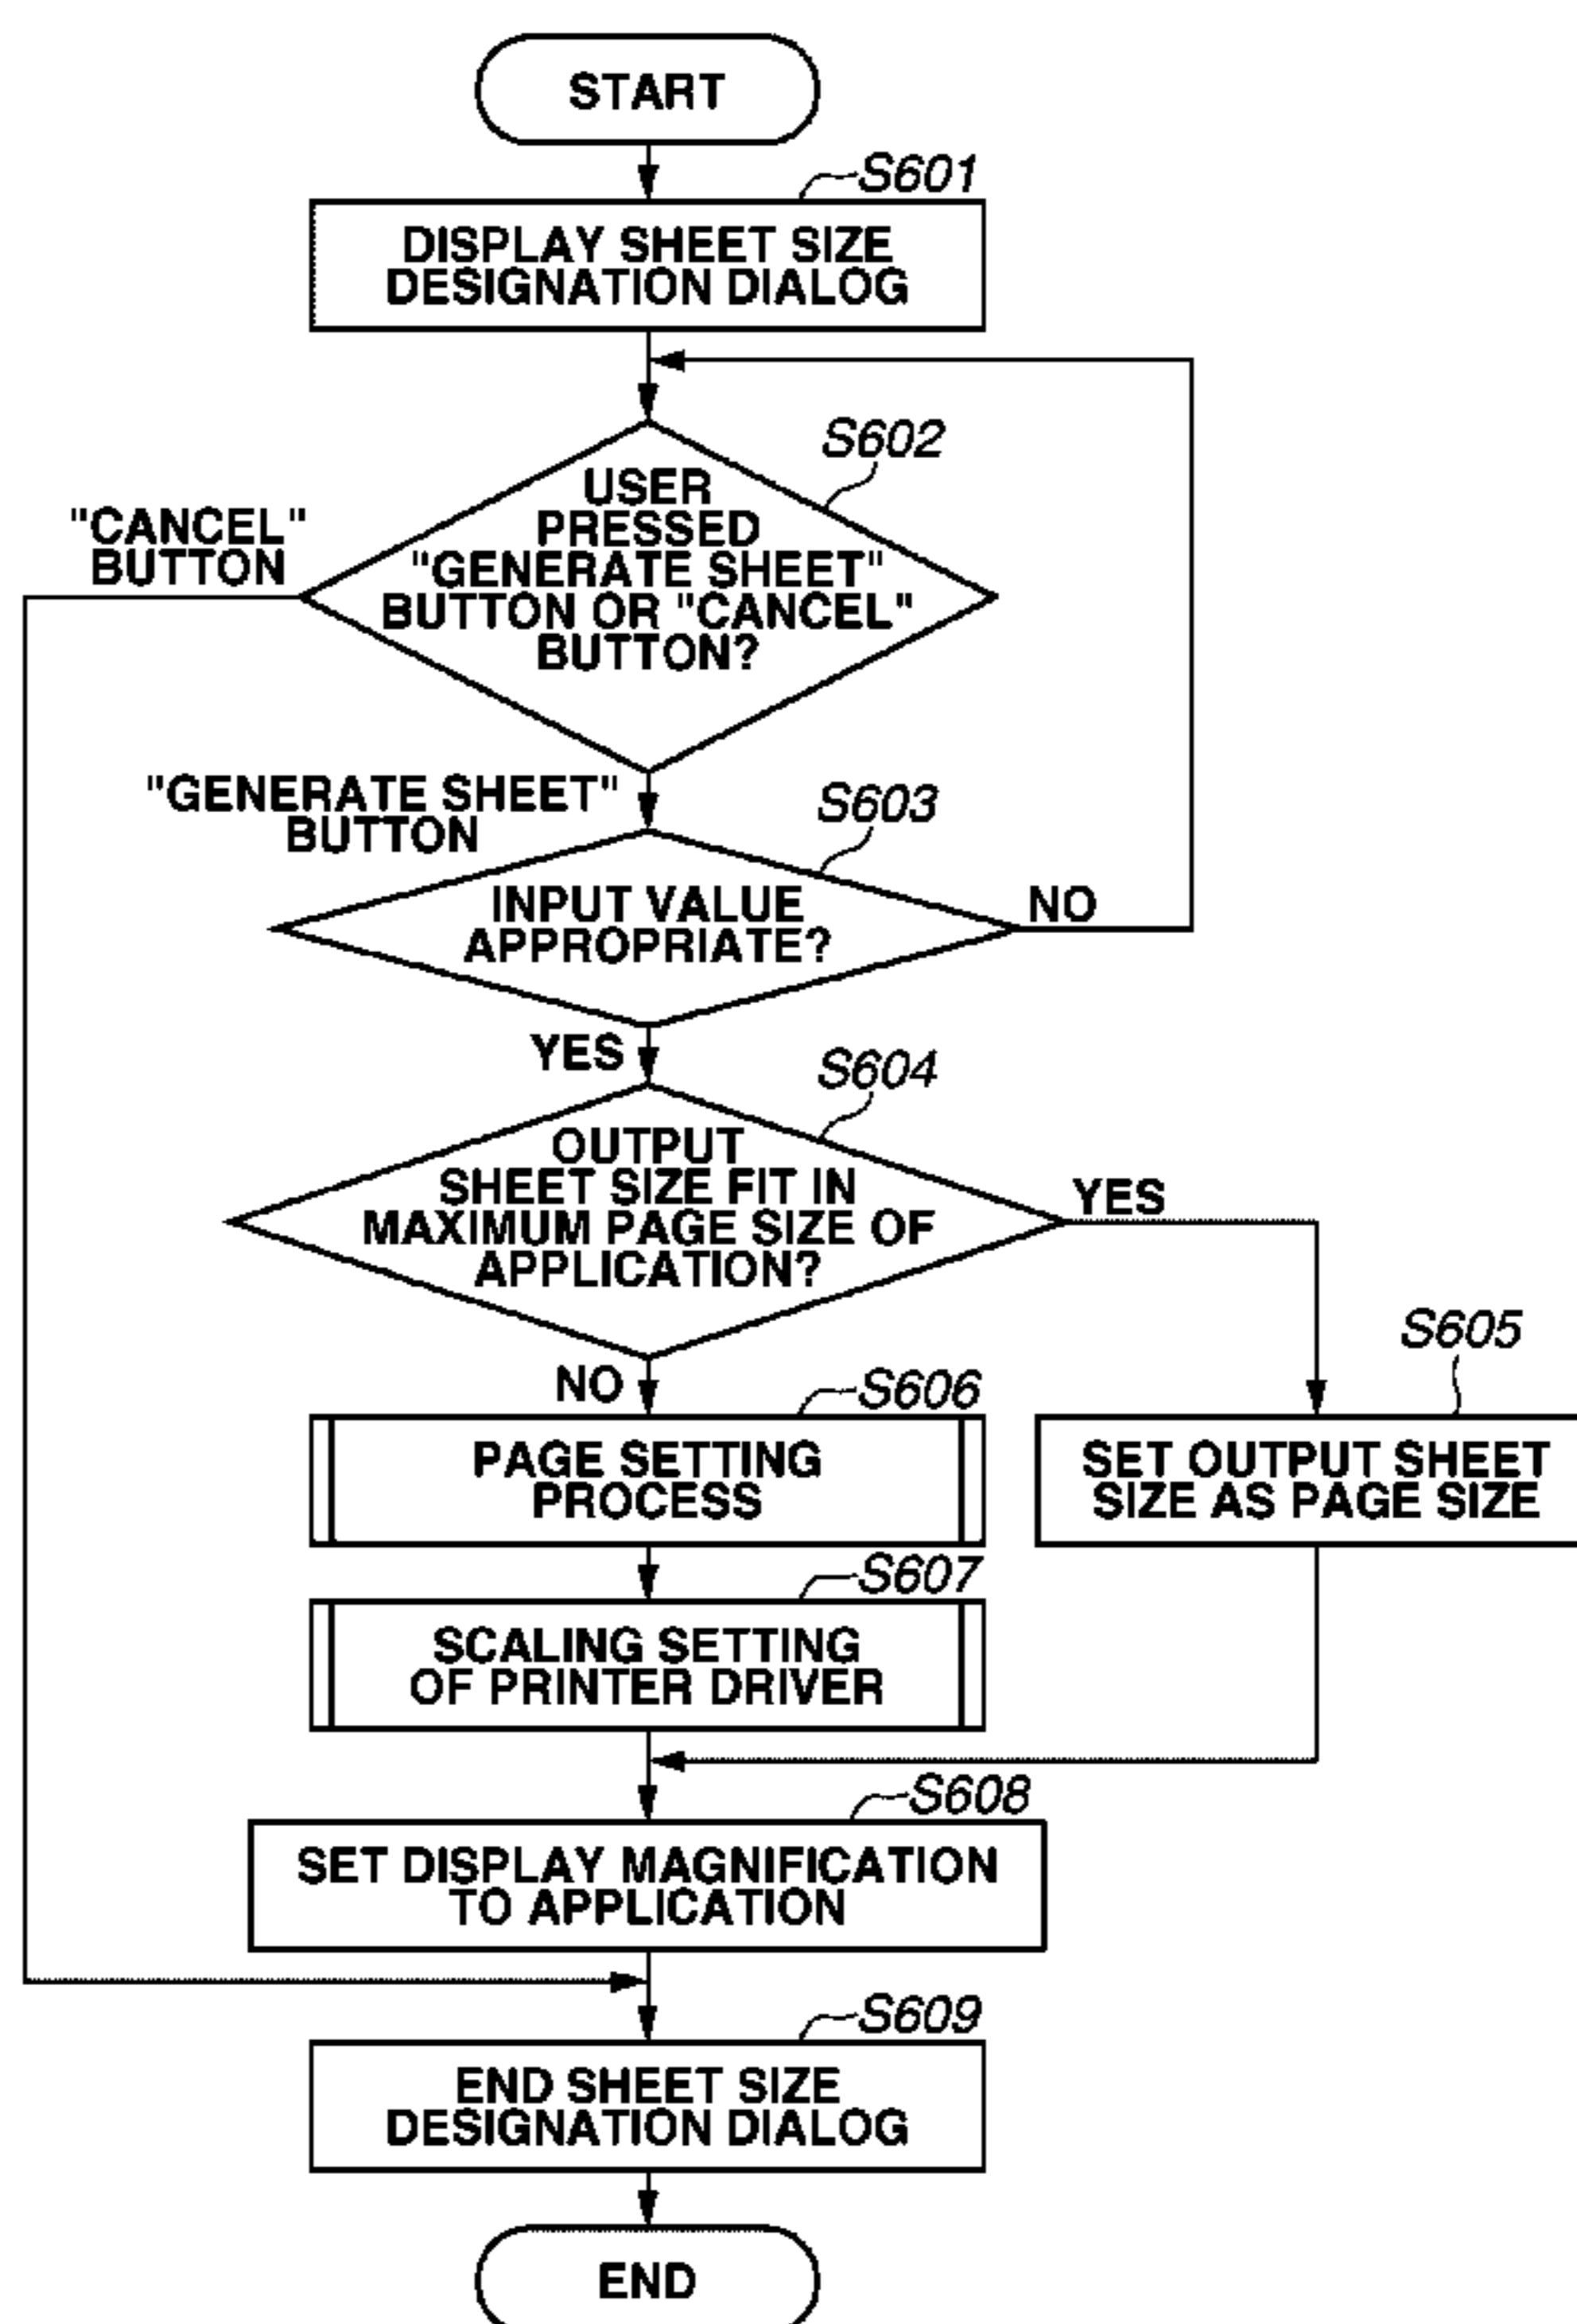 START
S601
DISPLAY SHEET SIZE
DESIGNATION DIALOG
S602
USER
PRESSED
"GENERATE SHEET"
BUTTON OR "CANCEL"
BUTTON?
"CANCEL"
BUTTON
"GENERATE SHEET"
BUTTON
S603
INPUT VALUE
APPROPRIATE?
NO
YES
S604
OUTPUT
SHEET SIZE FIT IN
MAXIMUM PAGE SIZE OF
APPLICATION?
YES
NO
S605
SET OUTPUT SHEET
SIZE AS PAGE SIZE
S606
PAGE SETTING
PROCESS
S607
SCALING SETTING
OF PRINTER DRIVER
S608
SET DISPLAY MAGNIFICATION
TO APPLICATION
S609
END SHEET SIZE
DESIGNATION DIALOG
END